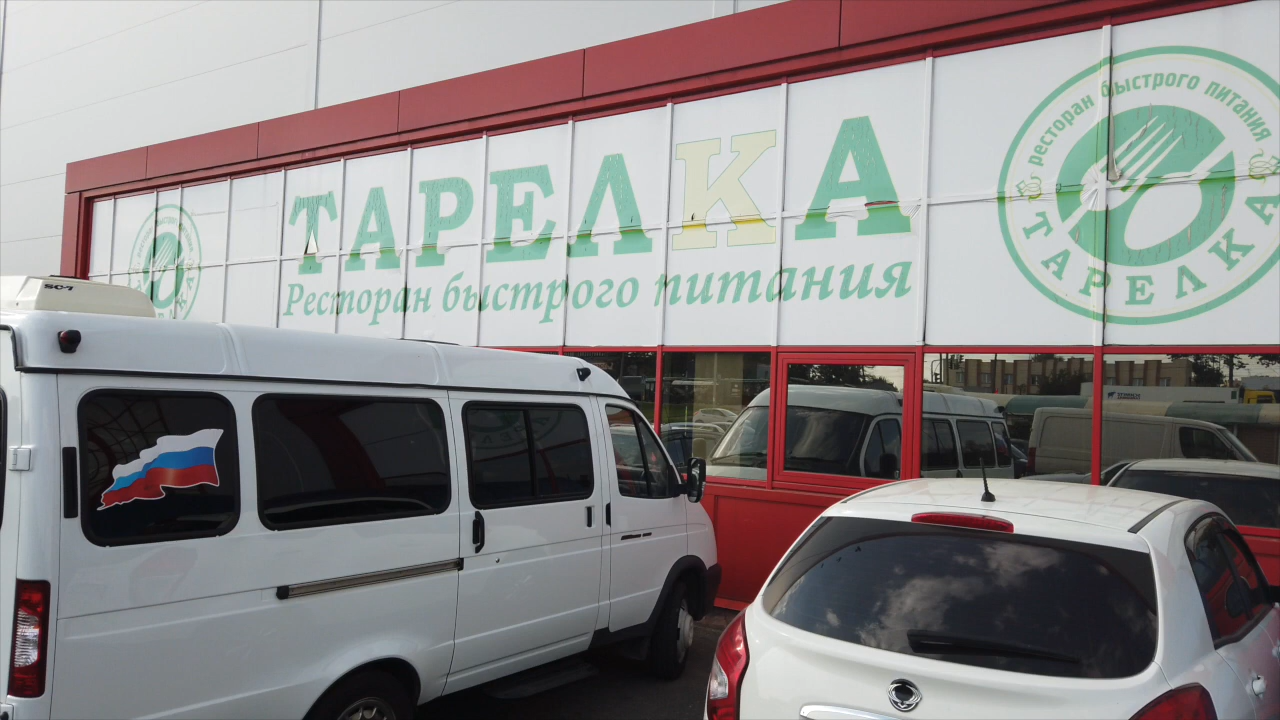 ТАРЕЛКА
Ресторан быстрого питания
ресторан быстрого питания
ТАРЕЛКА